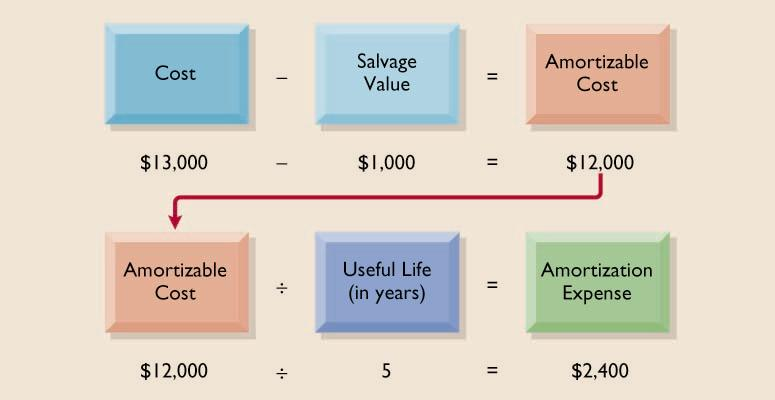 Cost
–
Salvage
Value
=
Amortizable
Cost
$13,000 – $1,000 = $12,000
Amortizable
Cost
÷
Useful Life
(in years)
=
Amortization
Expense
$12,000 ÷ 5 = $2,400